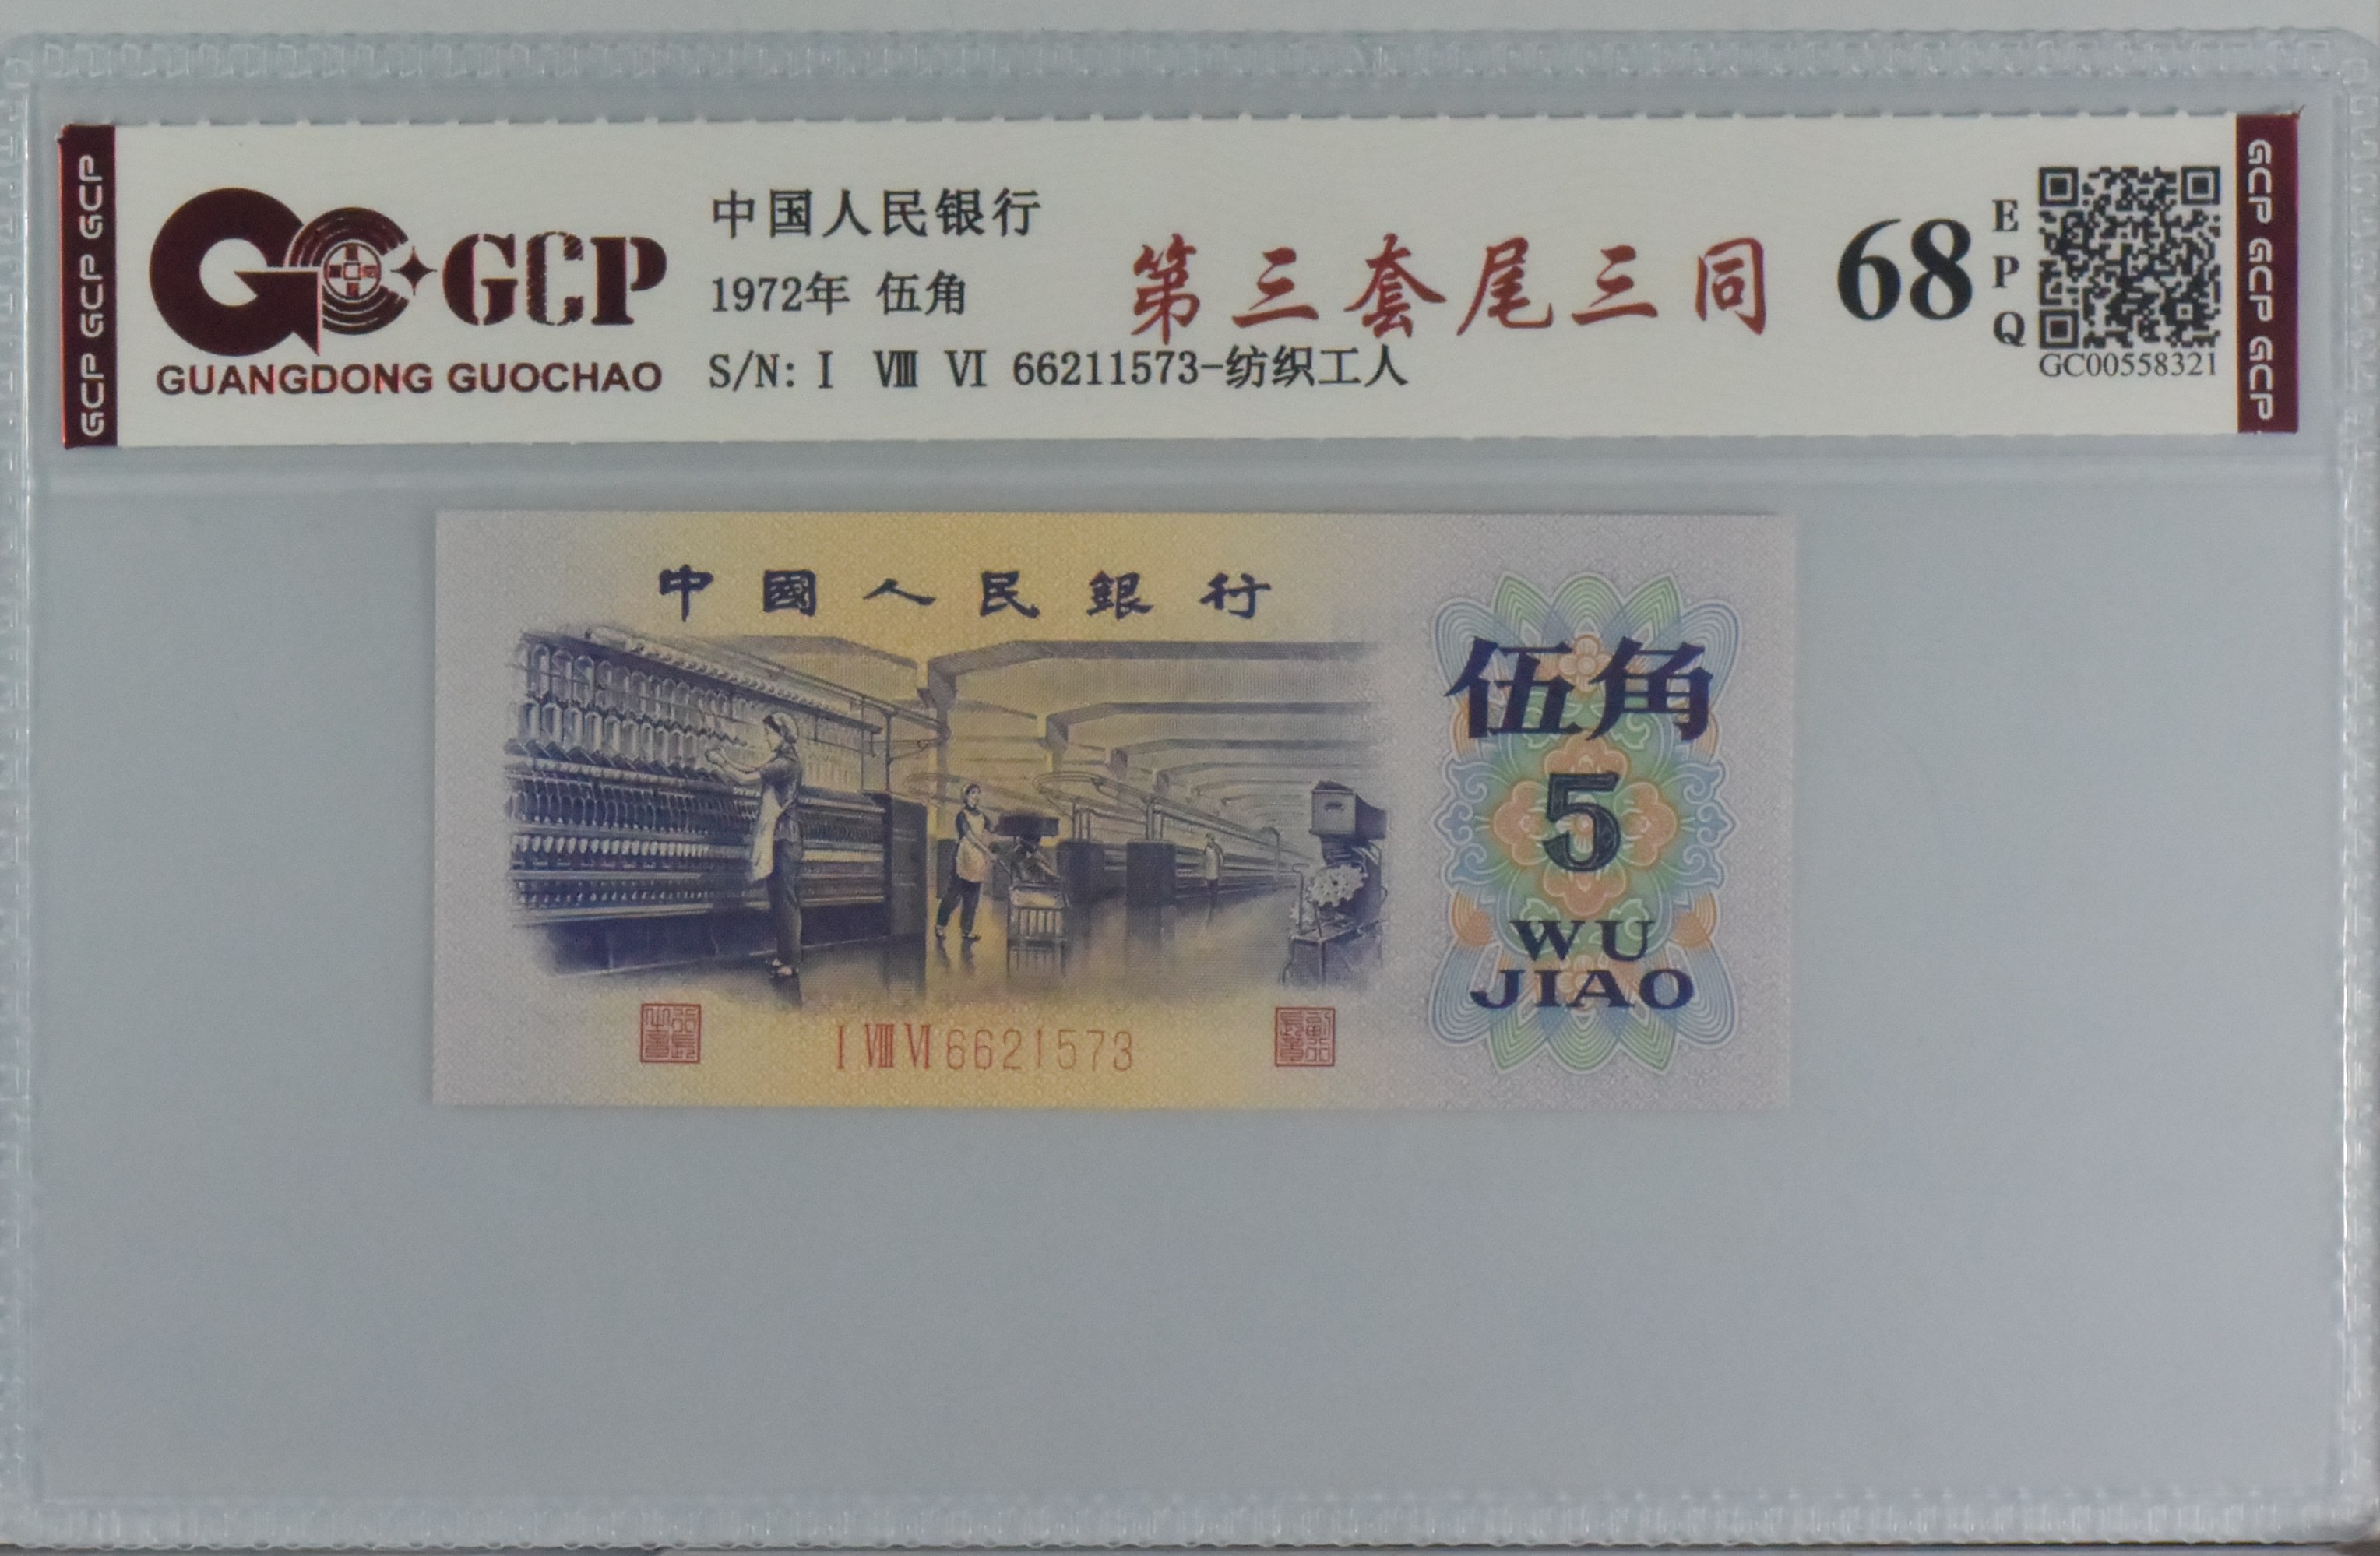 GCP GCP GCP
GCP
GUANGDONG GUOCHAO
中国人民银行
1972年 伍角
S/N: I VIII VI 66211573-纺织工人
第三套尾三同
68
E
P
Q
GC00558321
GCP GCP GCP
中國人民銀行
伍角
5
WU
JIAO
I VIII VI 6621573